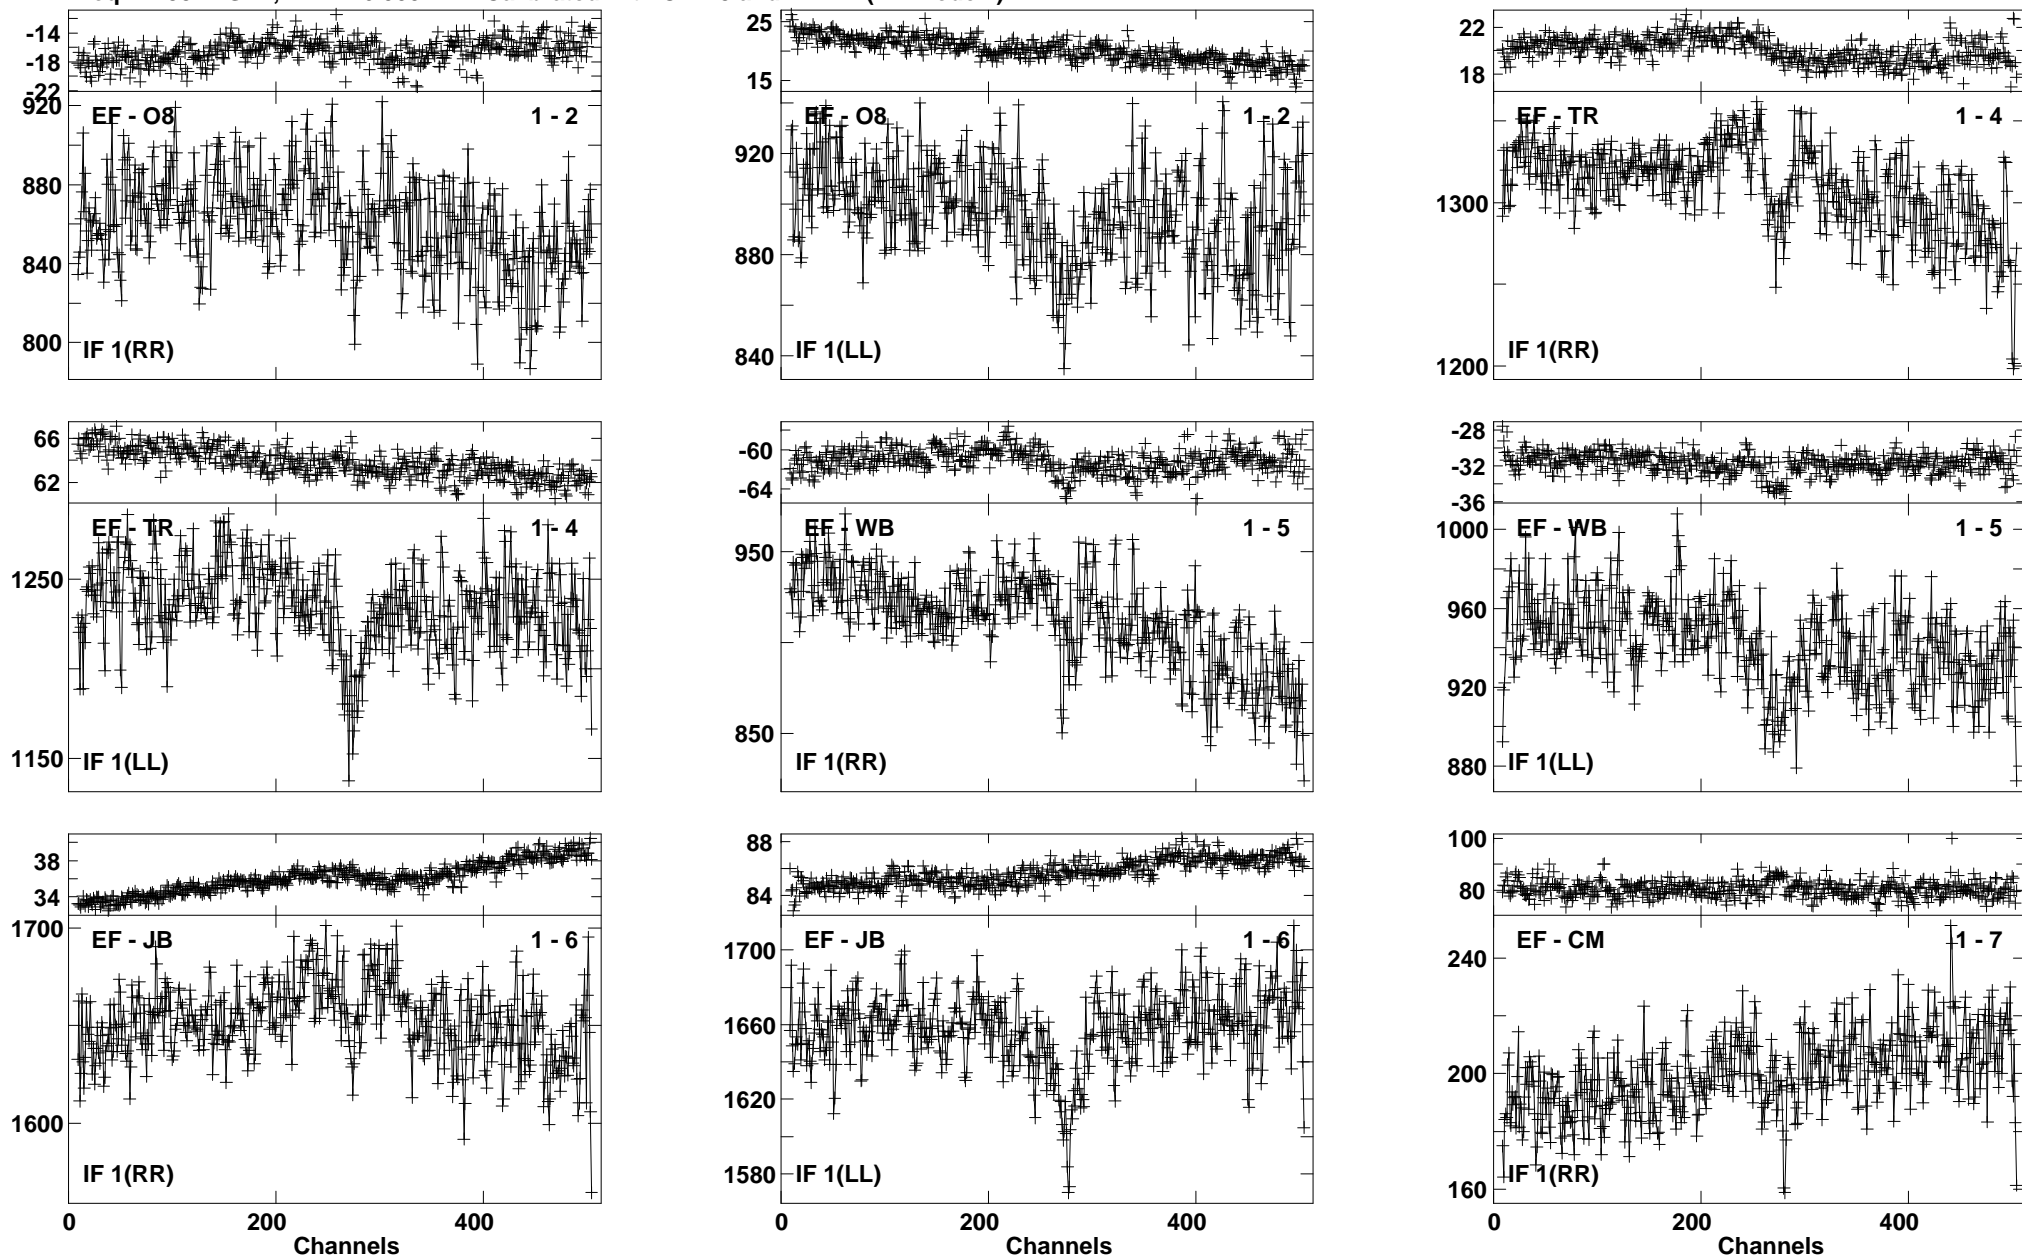 -14
-18
-22
920
880
840
800
EF - O8
1 - 2
IF 1(RR)
25
15
920
880
840
EF - O8
1 - 2
IF 1(LL)
22
18
1300
1200
EF - TR
1 - 4
IF 1(RR)
66
62
1250
1150
EF - TR
1 - 4
IF 1(LL)
-60
-64
950
850
EF - WB
1 - 5
IF 1(RR)
-28
-32
-36
1000
960
920
880
EF - WB
1 - 5
IF 1(LL)
38
34
1700
1600
EF - JB
1 - 6
IF 1(RR)
0
200
400
Channels
88
84
1700
1660
1620
1580
EF - JB
1 - 6
IF 1(LL)
0
200
400
Channels
100
80
240
200
160
EF - CM
1 - 7
IF 1(RR)
0
200
400
Channels